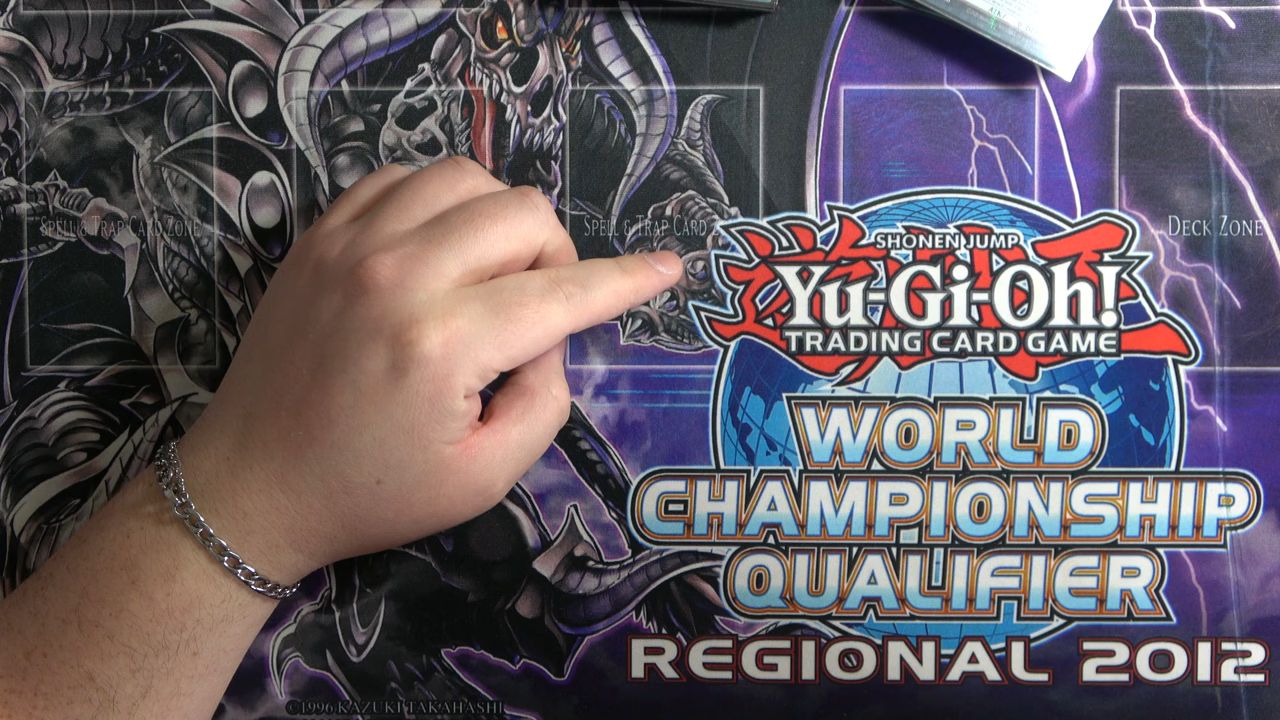 SPELL & TRAP CARD ZONE
SPELL & TRAP CARD
DECK ZONE
SHONEN JUMP
Yu-Gi-Oh!
TRADING CARD GAME
WORLD
CHAMPIONSHIP
QUALIFIER
REGIONAL 2012
©1996 KAZUKI TAKAHASHI